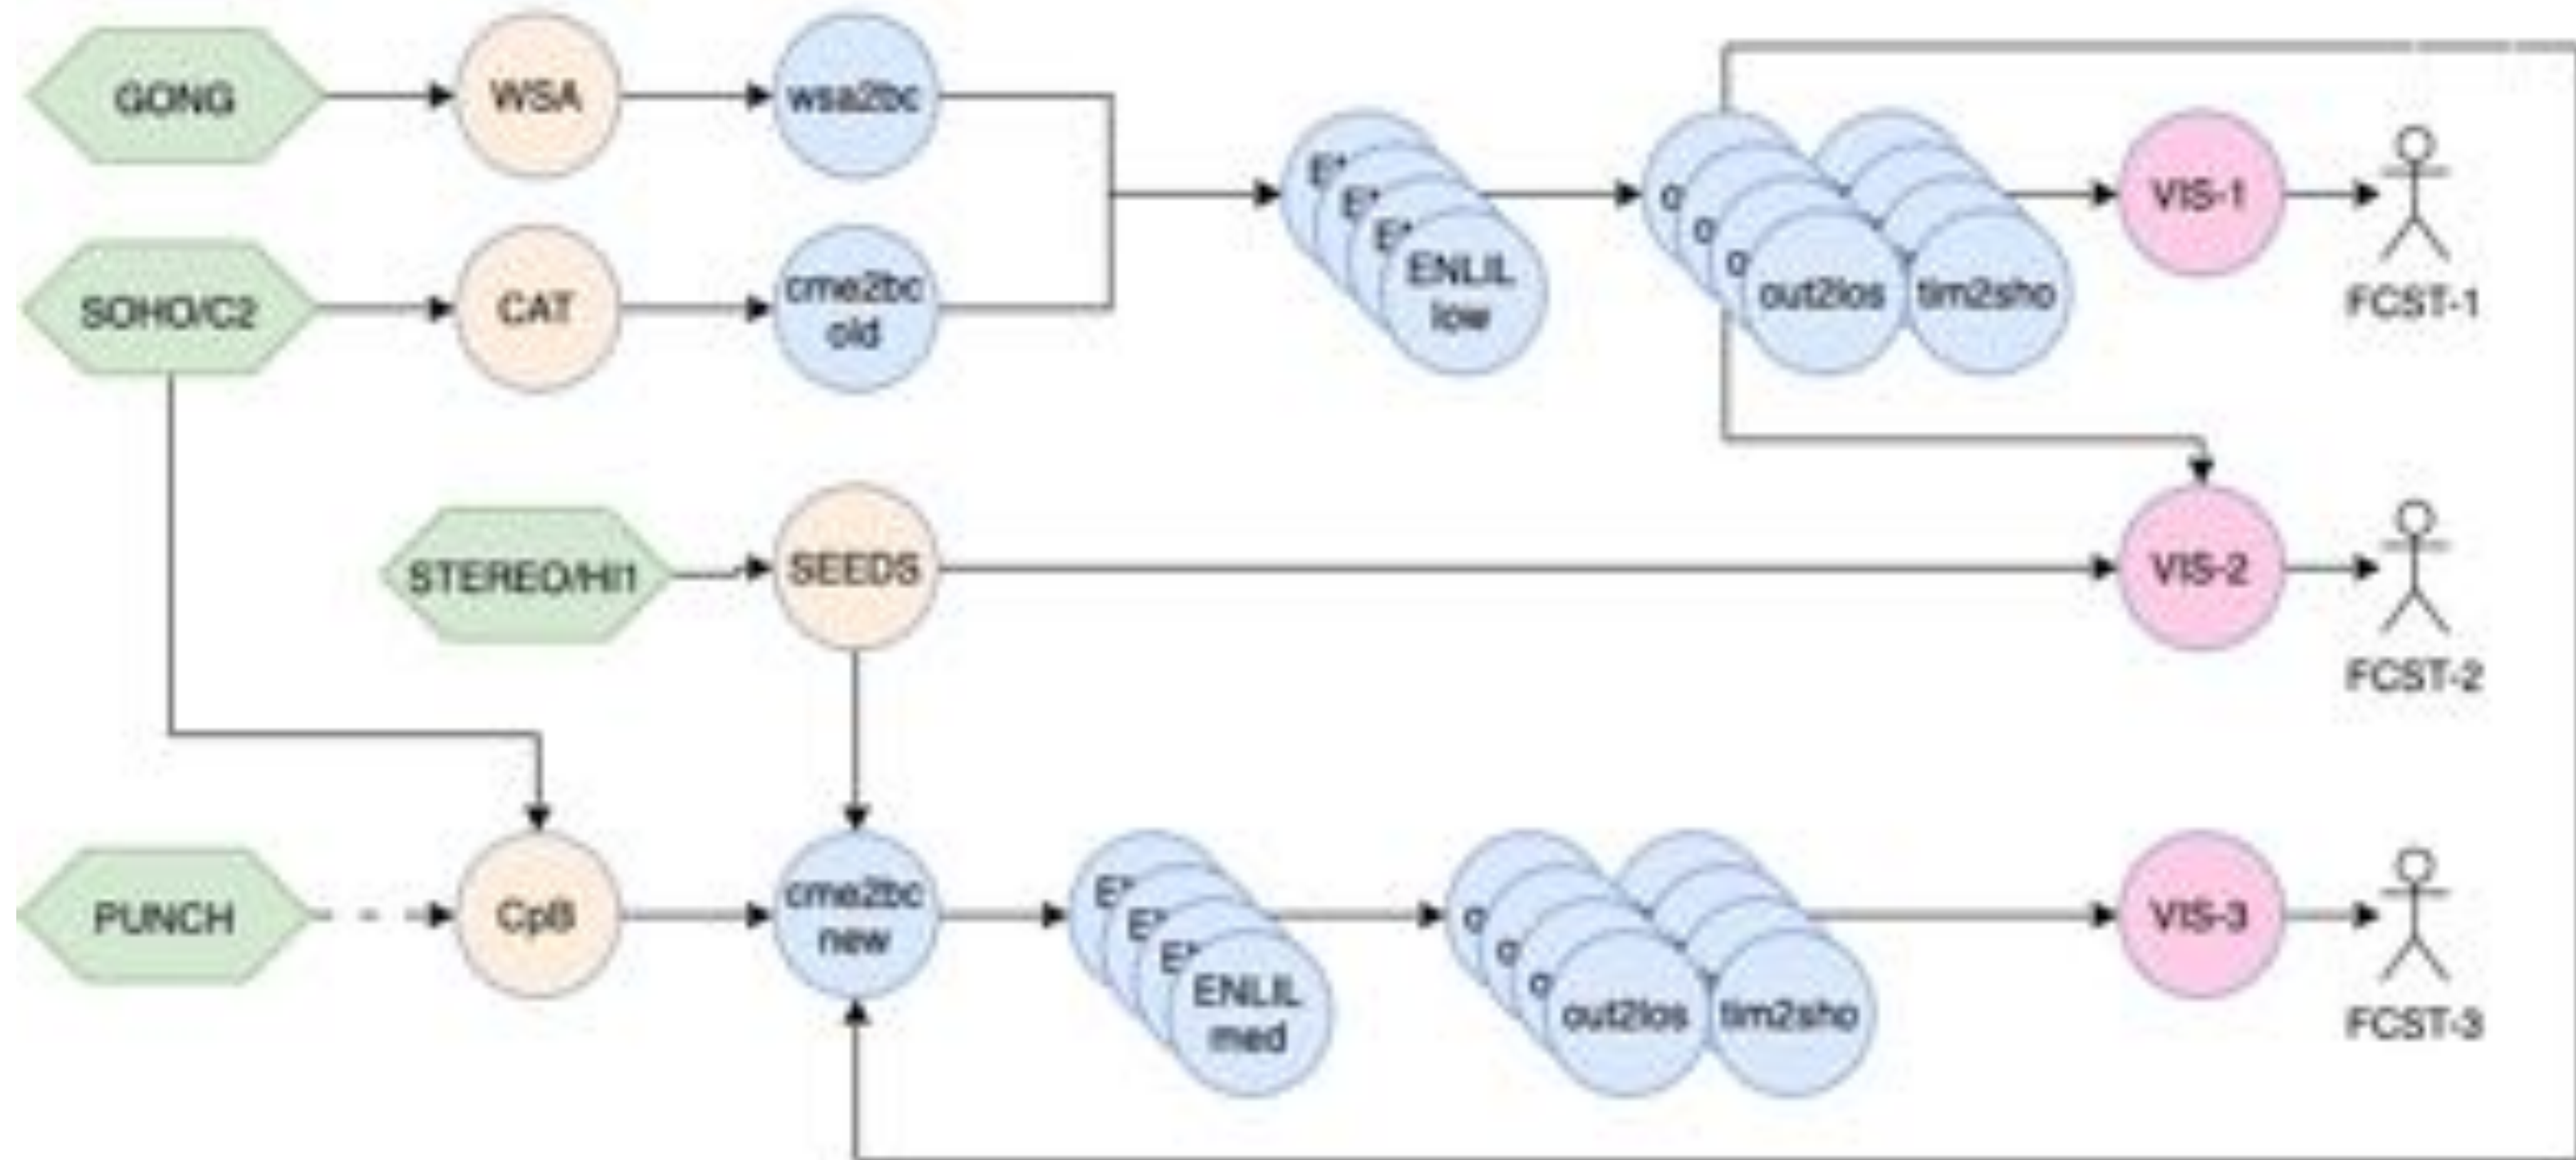 GONG
WSA
wsa2bc
SOHO/C2
CAT
cme2bc
old
ENLIL
low
out2los
tim2sho
VIS-1
FCST-1
STEREO/HI1
SEEDS
VIS-2
FCST-2
PUNCH
CpB
cme2bc
new
ENLIL
med
out2los
tim2sho
VIS-3
FCST-3